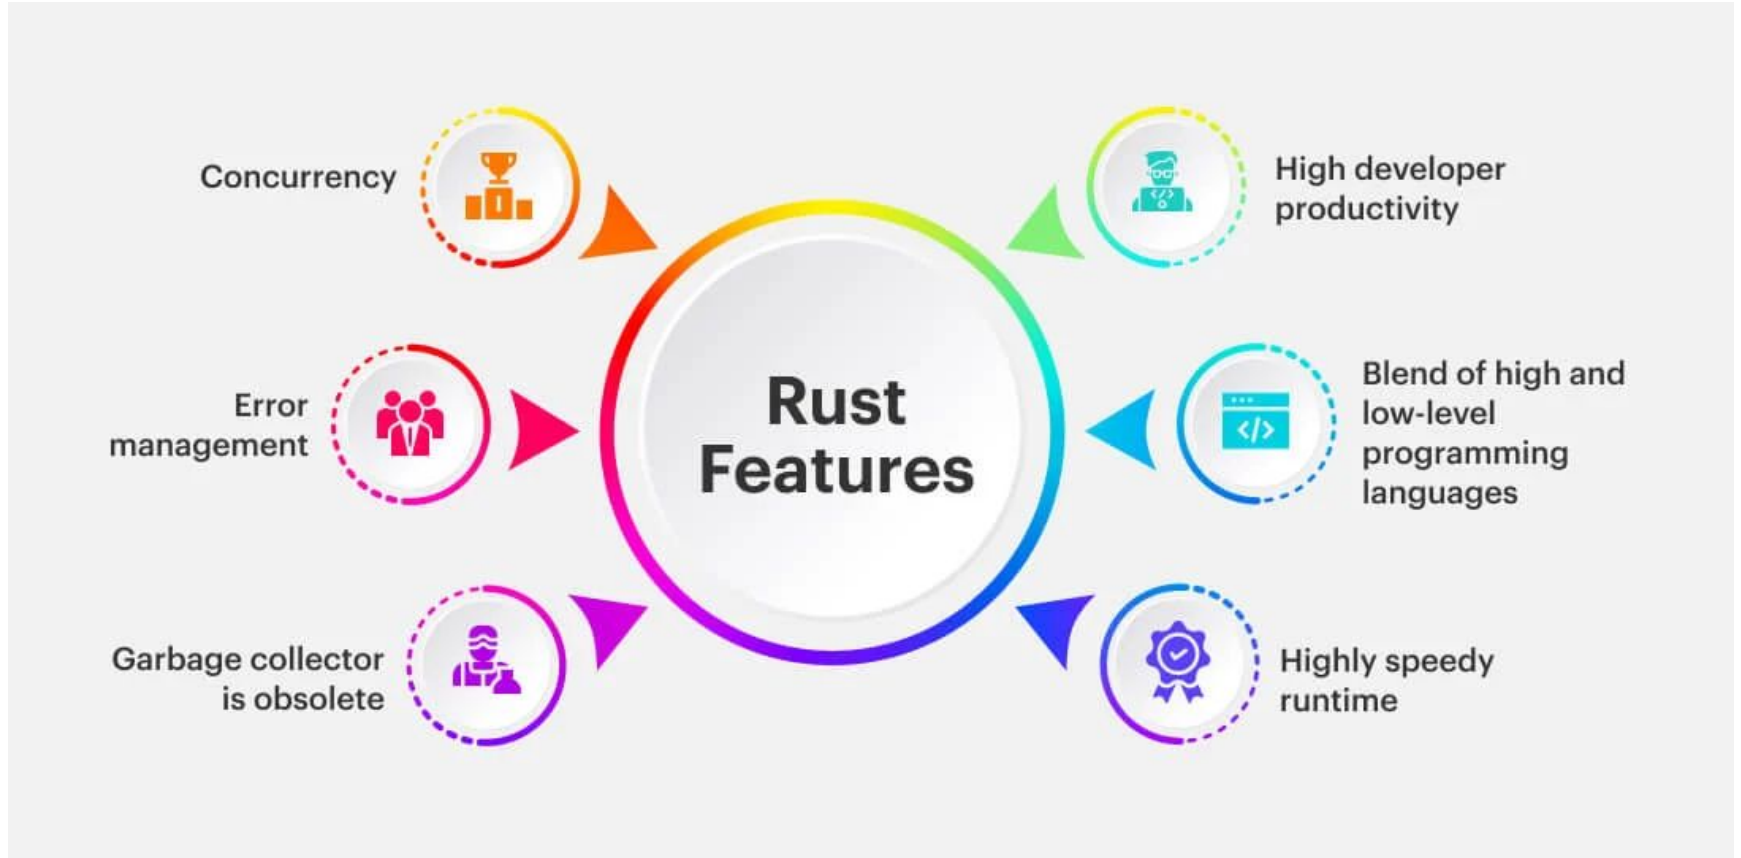 Concurrency
Error
management
Garbage collector
is obsolete
Rust
Features
High developer
productivity
Blend of high and
low-level
programming
languages
Highly speedy
runtime